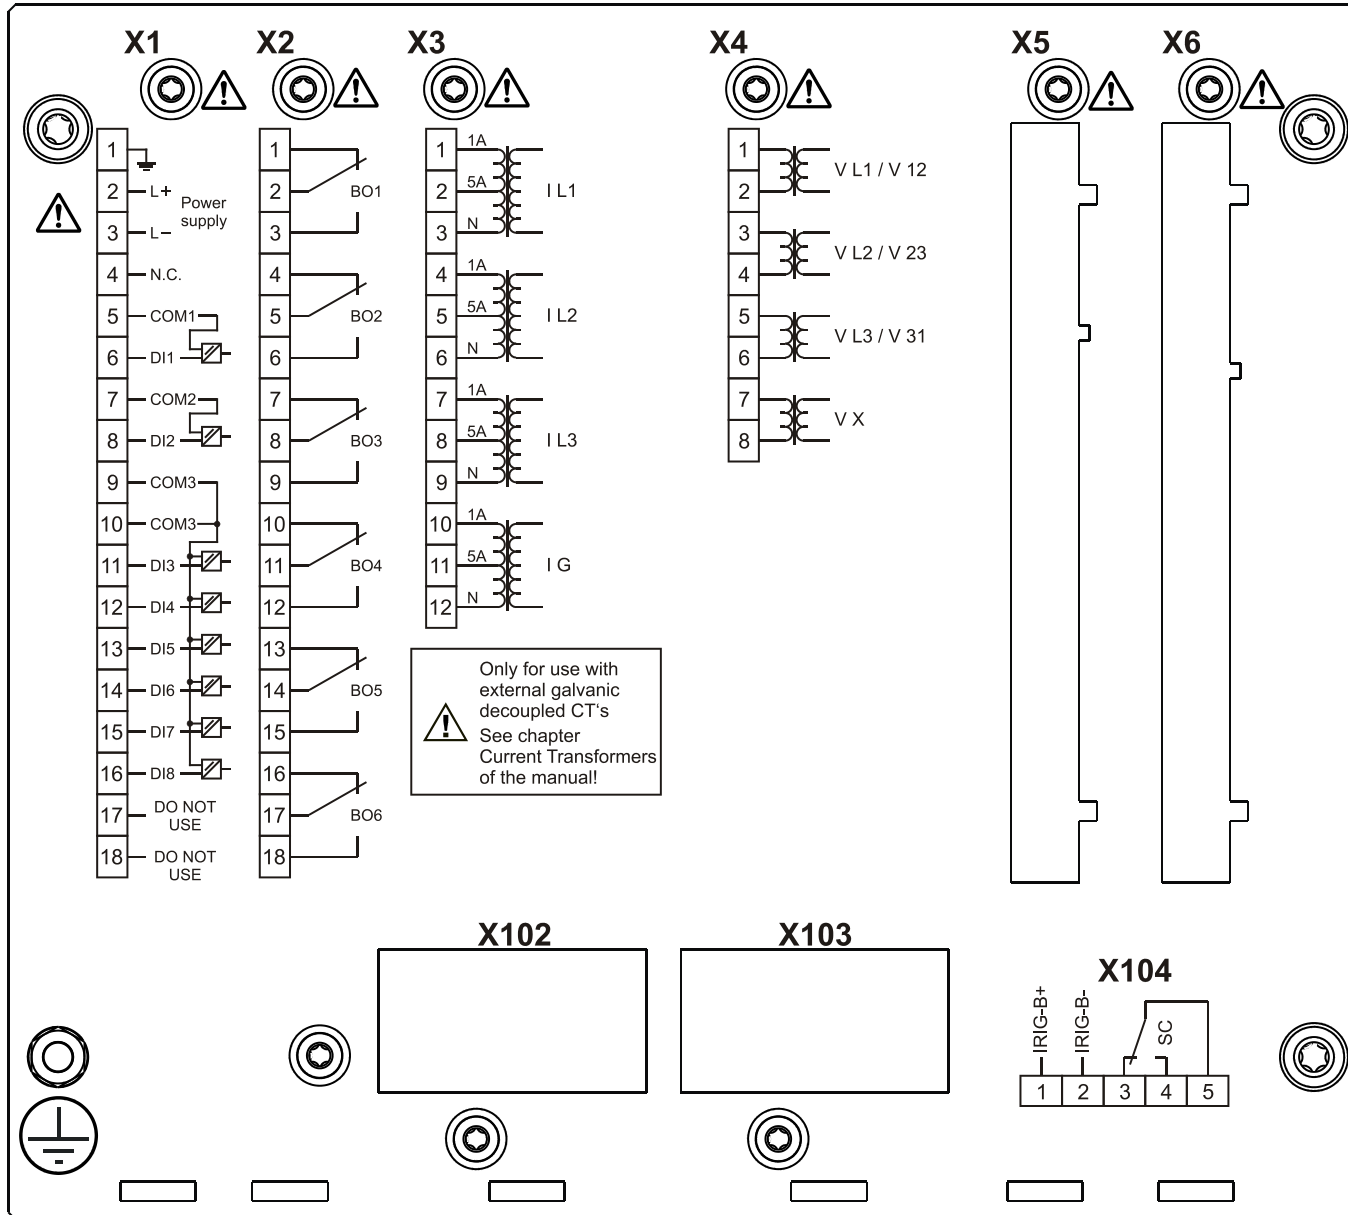 X1 X2 X3 X4 X5 X6
1
2 L+
3 L-
Power
supply
4 N.C.
5 COM1
6 DI1
7 COM2
8 DI2
9 COM3
10 COM3
11 DI3
12 DI4
13 DI5
14 DI6
15 DI7
16 DI8
17 DO NOT
USE
18 DO NOT
USE
1
2 BO1
3
4
5 BO2
6
7
8 BO3
9
10
11 BO4
12
13
14 BO5
15
16
17 BO6
18
1 1A
2 5A I L1
3 N
4 1A
5 5A I L2
6 N
7 1A
8 5A I L3
9 N
10 1A
11 5A I G
12 N
Only for use with
external galvanic
decoupled CT‘s
See chapter
Current Transformers
of the manual!
1
V L1 / V 12
2
3
V L2 / V 23
4
5
V L3 / V 31
6
7
V X
8
X102
X103
X104
IRIG-B+
IRIG-B-
SC
1 2 3 4 5